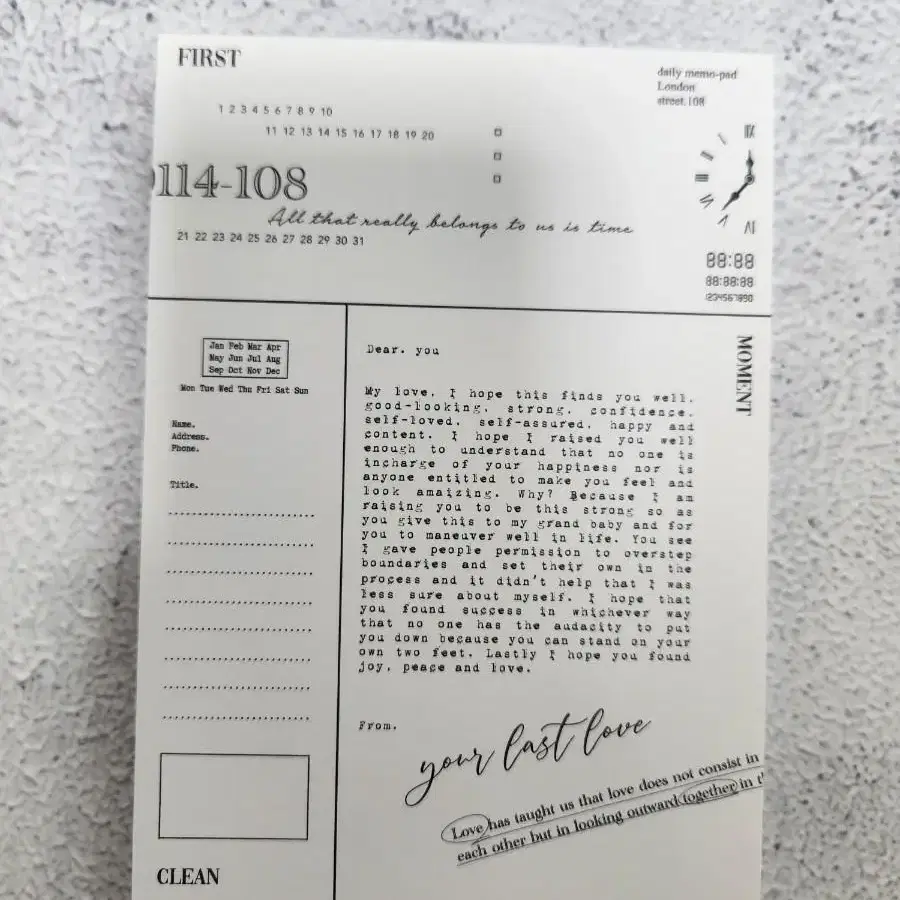 FIRST
daily memo-pad
London
street.108
1 2 3 4 5 6 7 8 9 10
11 12 13 14 15 16 17 18 19 20
114-108
All that really belongs to us is time
21 22 23 24 25 26 27 28 29 30 31
88:88
88:88:88
1234567890
Jan Feb Mar Apr
May Jun Jul Aug
Sep Oct Nov Dec
Mon Tue Wed Thu Fri Sat Sun
Name.
Address.
Phone.
Title.
CLEAN
MOMENT
Dear. you
My love. I hope this finds you well.
good-looking. strong. confidence.
self-loved. self-assured. happy and
content. I hope I raised you well
enough to understand that no one is
incharge of your happiness nor is
anyone entitled to make you feel and
look amaizing. Why? Because I am
raising you to be this strong so as
you give this to my grand baby and for
you to maneuver well in life. You see
I gave people permission to overstep
boundaries and set their own in the
process and it didn't help that I was
less sure about myself. I hope that
you found success in whichever way
that no one has the audacity to put
you down because you can stand on your
own two feet. Lastly I hope you found
joy. peace and love.
From.
your last love
Love has taught us that love does not consist in
each other but in looking outward together in